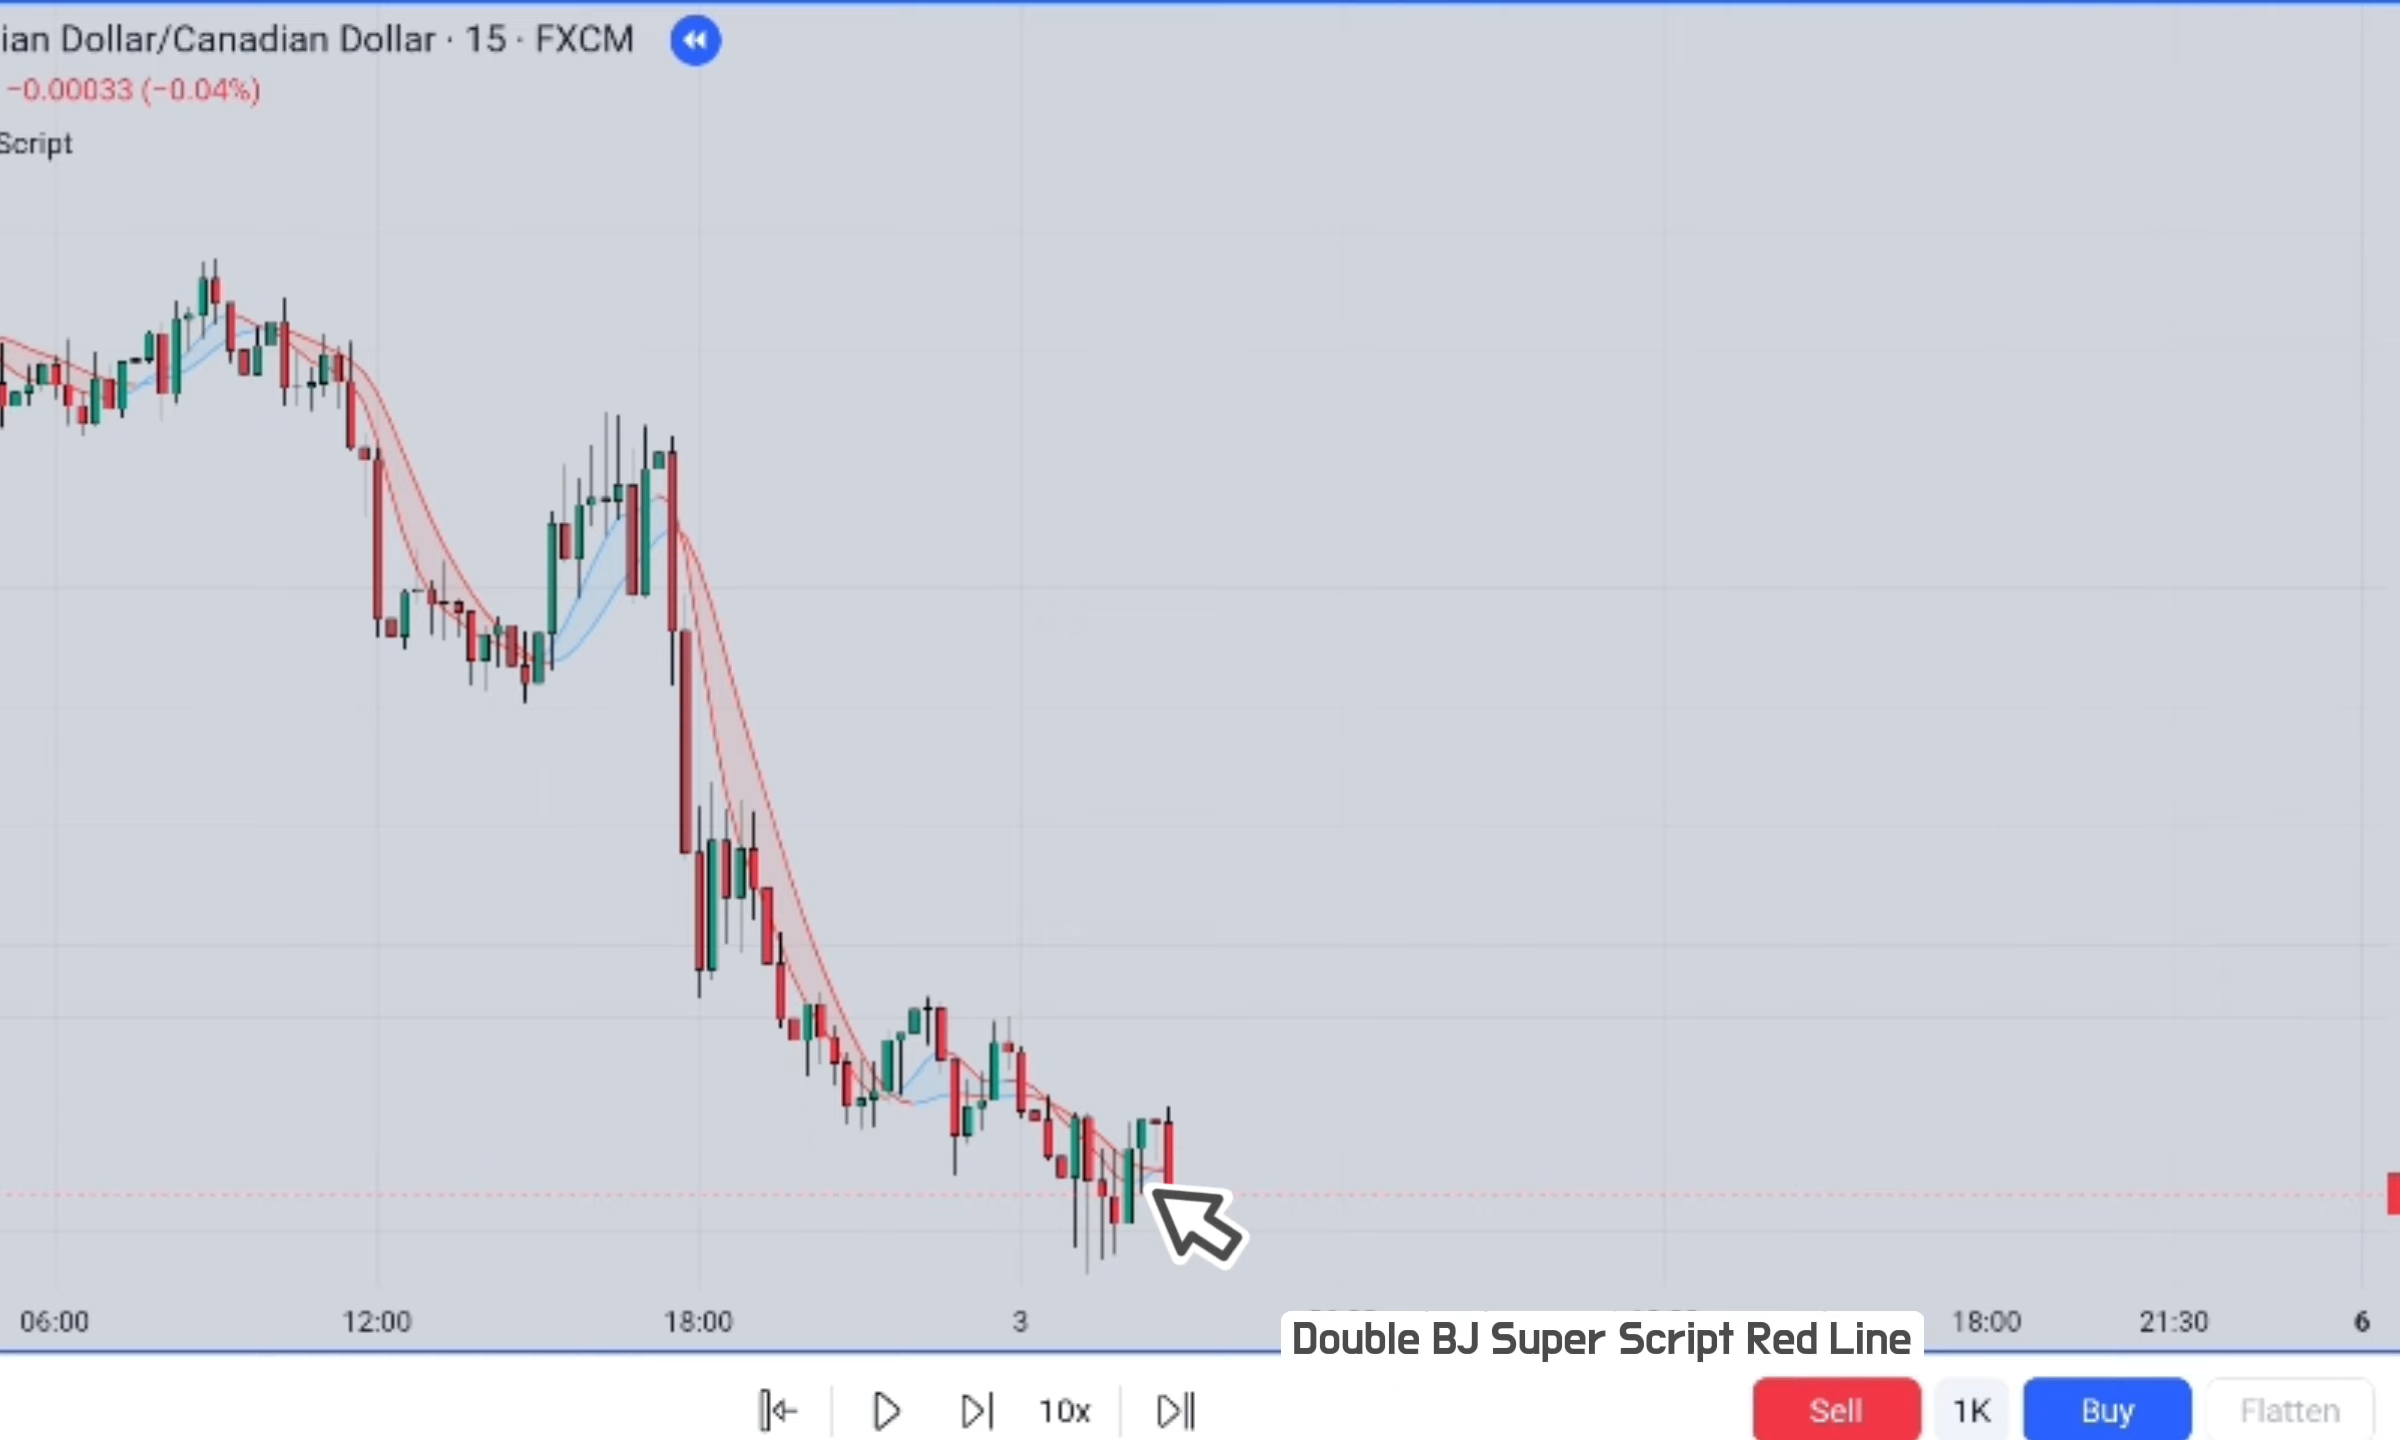 ian Dollar/Canadian Dollar · 15 · FXCM
−0.00033 (−0.04%)
Script
06:00 12:00 18:00 3 18:00 21:30 6
Double BJ Super Script Red Line
10x
Sell 1K Buy Flatten